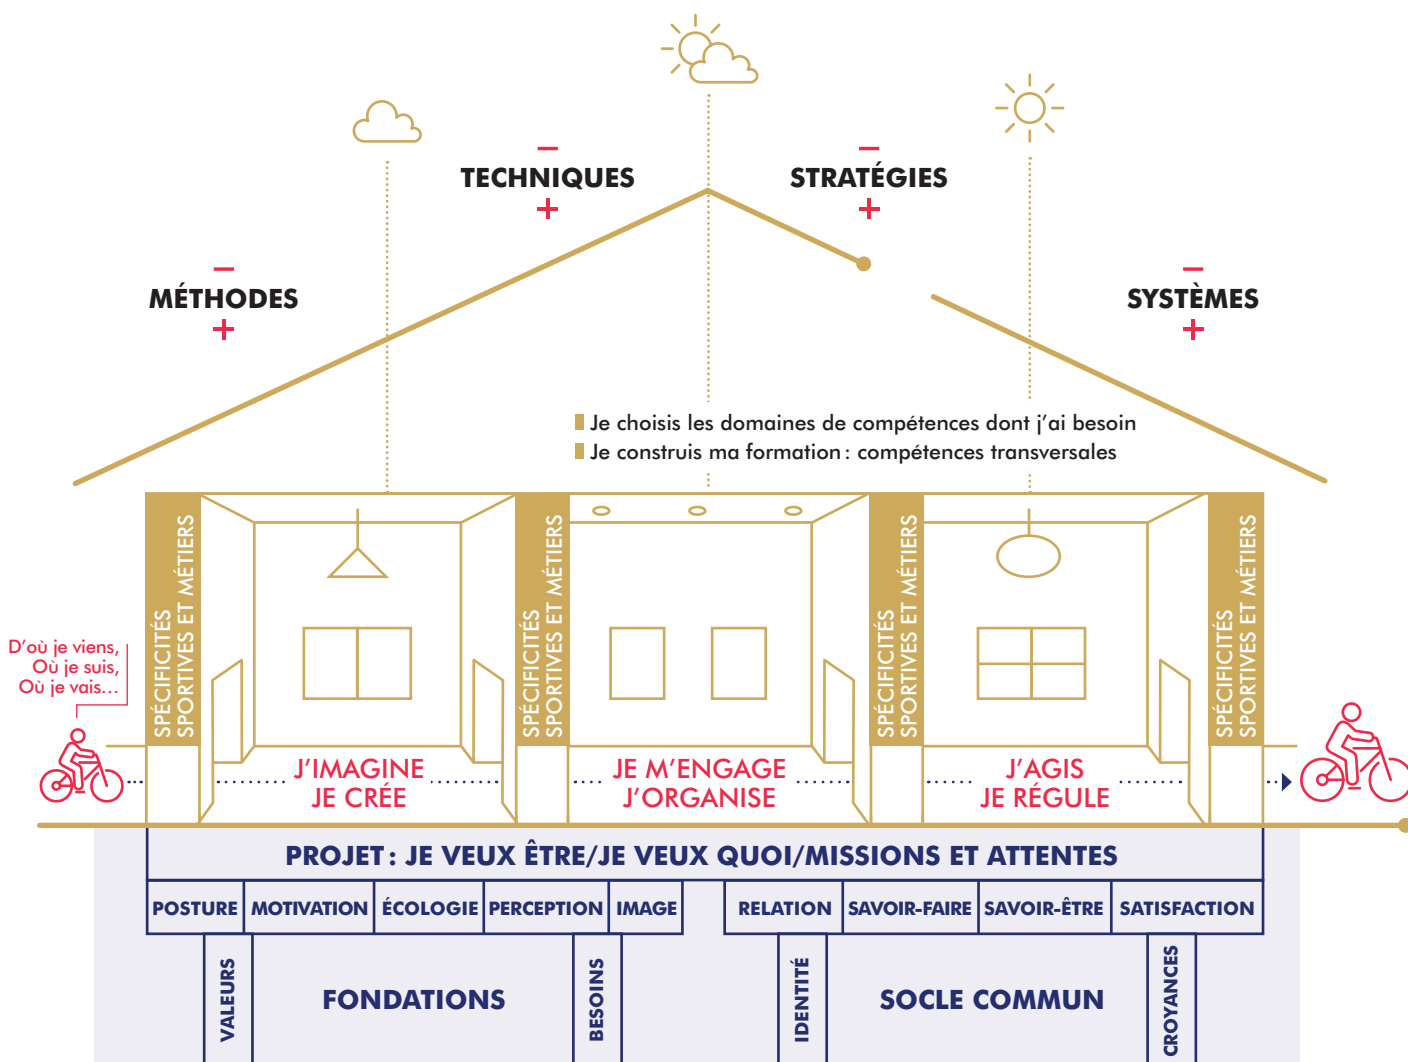 −
TECHNIQUES
+
−
STRATÉGIES
+
−
MÉTHODES
+
−
SYSTÈMES
+
Je choisis les domaines de compétences dont j’ai besoin
Je construis ma formation : compétences transversales
D’où je viens,
Où je suis,
Où je vais…
SPÉCIFICITÉS
SPORTIVES ET MÉTIERS
SPÉCIFICITÉS
SPORTIVES ET MÉTIERS
SPÉCIFICITÉS
SPORTIVES ET MÉTIERS
SPÉCIFICITÉS
SPORTIVES ET MÉTIERS
J’IMAGINE
JE CRÉE
JE M’ENGAGE
J’ORGANISE
J’AGIS
JE RÉGULE
PROJET : JE VEUX ÊTRE/JE VEUX QUOI/MISSIONS ET ATTENTES
POSTURE
MOTIVATION
ÉCOLOGIE
PERCEPTION
IMAGE
RELATION
SAVOIR-FAIRE
SAVOIR-ÊTRE
SATISFACTION
VALEURS
FONDATIONS
BESOINS
IDENTITÉ
SOCLE COMMUN
CROYANCES